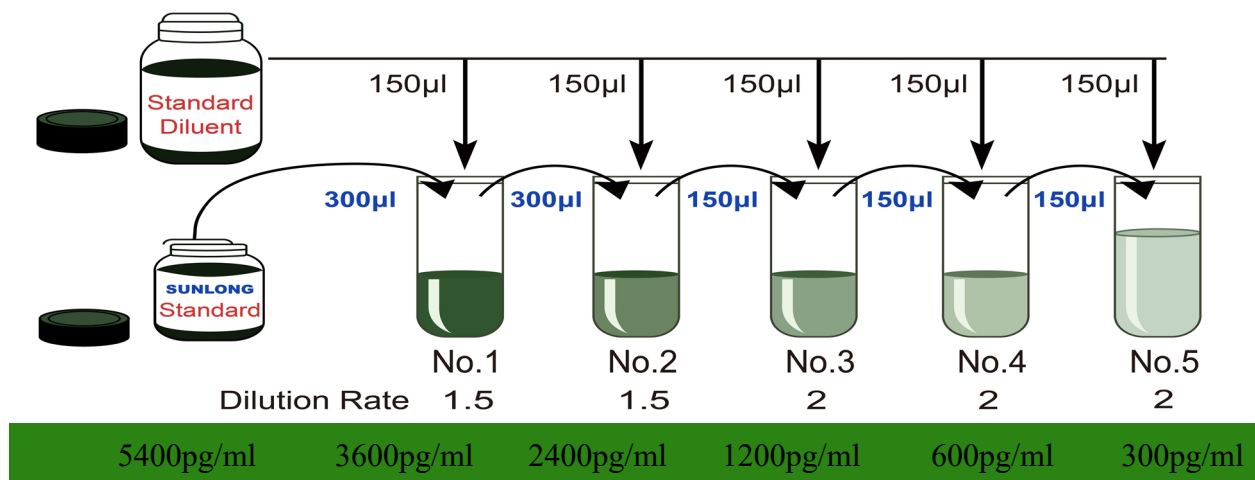 150µl 150µl 150µl 150µl 150µl
Standard
Diluent
300µl 300µl 150µl 150µl 150µl
SUNLONG
Standard
No.1 No.2 No.3 No.4 No.5
Dilution Rate 1.5 1.5 2 2 2
5400pg/ml 3600pg/ml 2400pg/ml 1200pg/ml 600pg/ml 300pg/ml